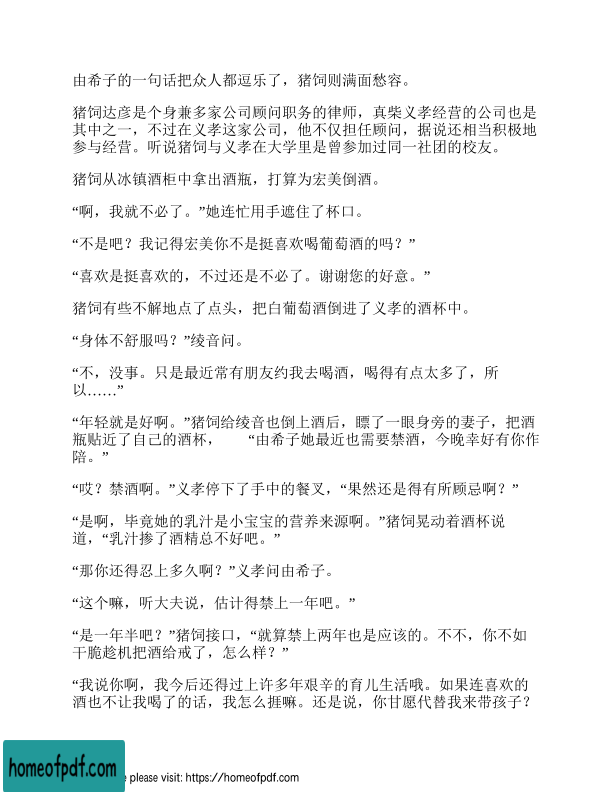 由希子的一句话把众人都逗乐了，猪饲则满面愁容。
猪饲达彦是个身兼多家公司顾问职务的律师，真柴义孝经营的公司也是
其中之一，不过在义孝这家公司，他不仅担任顾问，据说还相当积极地
参与经营。听说猪饲与义孝在大学里是曾参加过同一社团的校友。
猪饲从冰镇酒柜中拿出酒瓶，打算为宏美倒酒。
“啊，我就不必了。”她连忙用手遮住了杯口。
“不是吧？我记得宏美你不是挺喜欢喝葡萄酒的吗？”
“喜欢是挺喜欢的，不过还是不必了。谢谢您的好意。”
猪饲有些不解地点了点头，把白葡萄酒倒进了义孝的酒杯中。
“身体不舒服吗？”绫音问。
“不，没事。只是最近常有朋友约我去喝酒，喝得有点太多了，所
以……”
“年轻就是好啊。”猪饲给绫音也倒上酒后，瞟了一眼身旁的妻子，把酒
瓶贴近了自己的酒杯， “由希子她最近也需要禁酒，今晚幸好有你作
陪。”
“哎？禁酒啊。”义孝停下了手中的餐叉，“果然还是得有所顾忌啊？”
“是啊，毕竟她的乳汁是小宝宝的营养来源啊。”猪饲晃动着酒杯说
道，“乳汁掺了酒精总不好吧。”
“那你还得忍上多久啊？”义孝问由希子。
“这个嘛，听大夫说，估计得禁上一年吧。”
“是一年半吧？”猪饲接口，“就算禁上两年也是应该的。不不，你不如
干脆趁机把酒给戒了，怎么样？”
“我说你啊，我今后还得过上许多年艰辛的育儿生活哦。如果连喜欢的
酒也不让我喝了的话，我怎么捱嘛。还是说，你甘愿代替我来带孩子？
homeofpdf.com
e please visit: https://homeofpdf.com